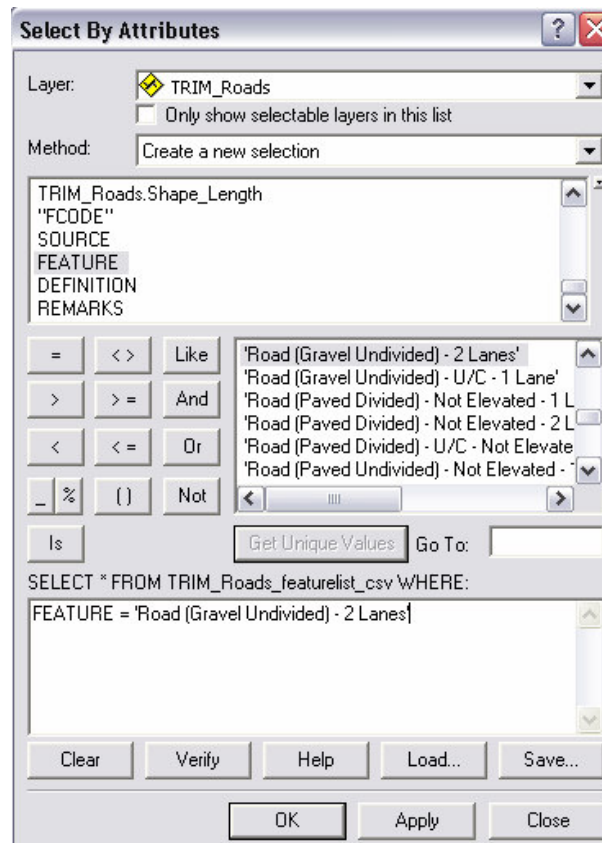 Select By Attributes
Layer: TRIM_Roads
Only show selectable layers in this list
Method: Create a new selection
TRIM_Roads.Shape_Length
"FCODE"
SOURCE
FEATURE
DEFINITION
REMARKS
= < > Like
> > = And
< < = Or
_ % ( ) Not
Is
'Road (Gravel Undivided) - 2 Lanes'
'Road (Gravel Undivided) - U/C - 1 Lane'
'Road (Paved Divided) - Not Elevated - 1 L
'Road (Paved Divided) - Not Elevated - 2 L
'Road (Paved Divided) - U/C - Not Elevate
'Road (Paved Undivided) - Not Elevated -
Get Unique Values Go To:
SELECT * FROM TRIM_Roads_featurelist_csv WHERE:
FEATURE = 'Road (Gravel Undivided) - 2 Lanes'
Clear Verify Help Load... Save...
OK Apply Close